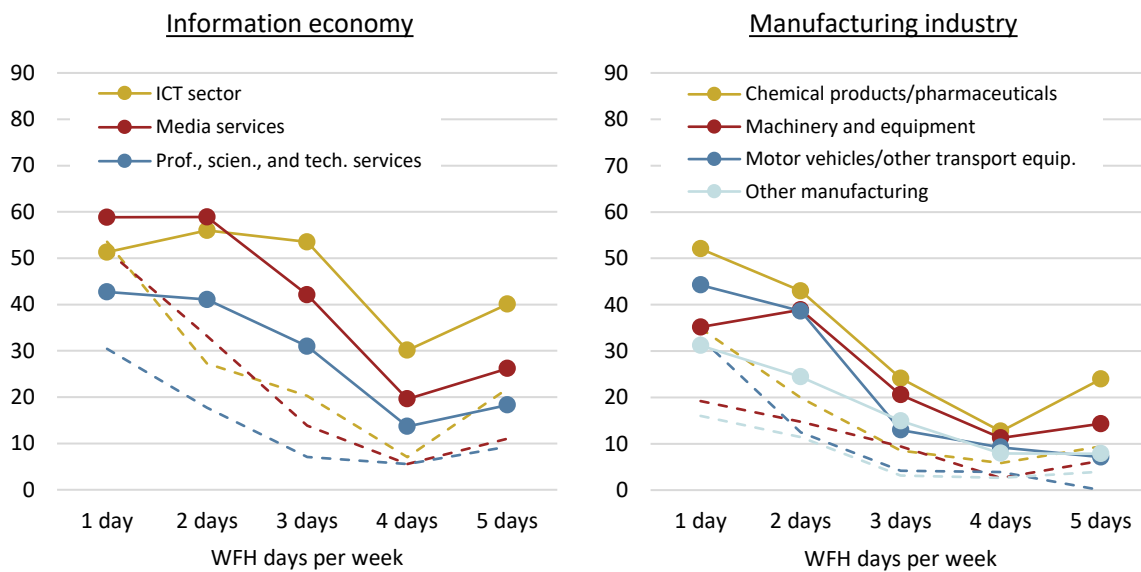 Information economy
90
80
70
60
50
40
30
20
10
0
ICT sector
Media services
Prof., scien., and tech. services
1 day
2 days
3 days
4 days
5 days
WFH days per week
Manufacturing industry
90
80
70
60
50
40
30
20
10
0
Chemical products/pharmaceuticals
Machinery and equipment
Motor vehicles/other transport equip.
Other manufacturing
1 day
2 days
3 days
4 days
5 days
WFH days per week